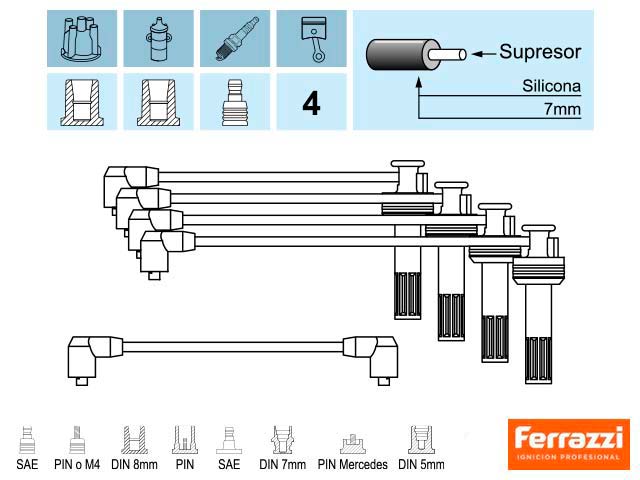 Supresor
Silicona
7mm
4
SAE PIN o M4 DIN 8mm PIN SAE DIN 7mm PIN Mercedes DIN 5mm
Ferrazzi
IGNICION PROFESIONAL